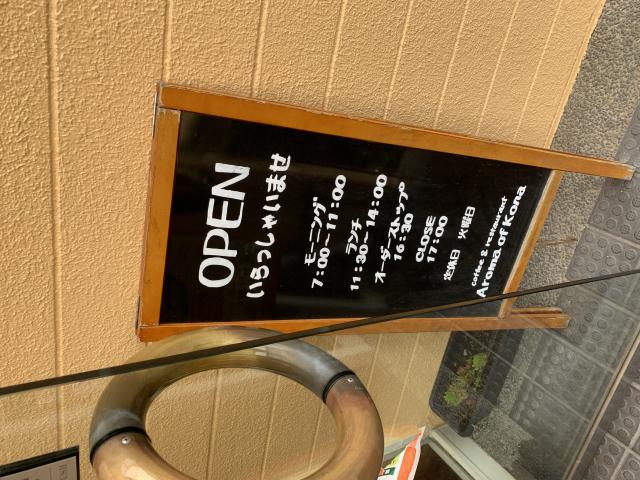 OPEN
いらっしゃいませ
モーニング
7:00~11:00
ランチ
11:30~14:00
オーダーストップ
16:30
CLOSE
17:00
定休日 火曜日
coffee & restaurant
Aroma of Kona